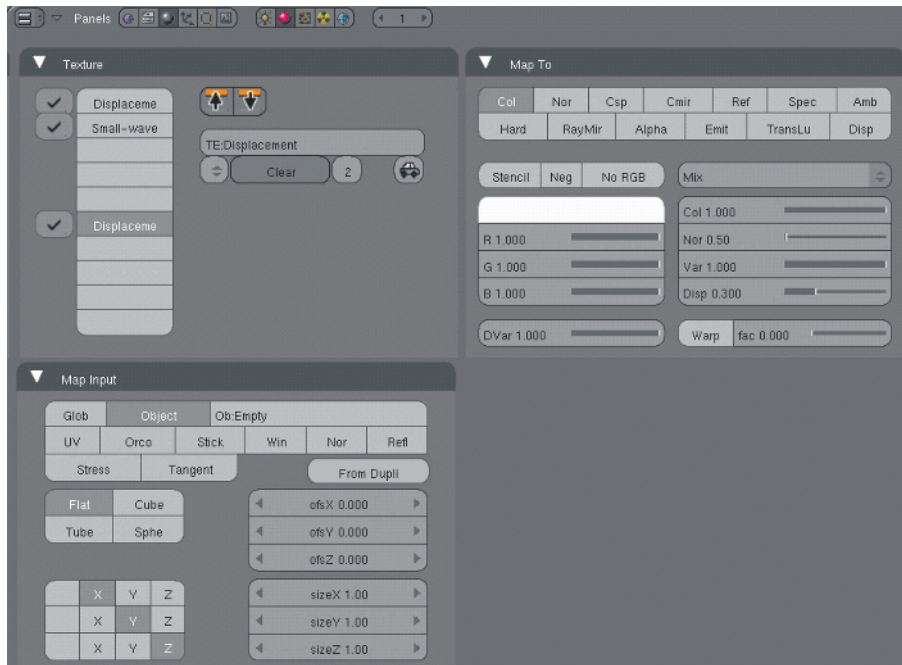 Panels 1
Texture
Displaceme
Small-wave
TE:Displacement
Clear 2
Displaceme
Map To
Col Nor Csp Cmir Ref Spec Amb
Hard RayMir Alpha Emit TransLu Disp
Stencil Neg No RGB Mix
Col 1.000
R 1.000 Nor 0.50
G 1.000 Var 1.000
B 1.000 Disp 0.300
DVar 1.000 Warp fac 0.000
Map Input
Glob Object Ob:Empty
UV Orco Stick Win Nor Refl
Stress Tangent From Dupli
Flat Cube ofsX 0.000
Tube Sphe ofsY 0.000
ofsZ 0.000
X Y Z sizeX 1.00
X Y Z sizeY 1.00
X Y Z sizeZ 1.00